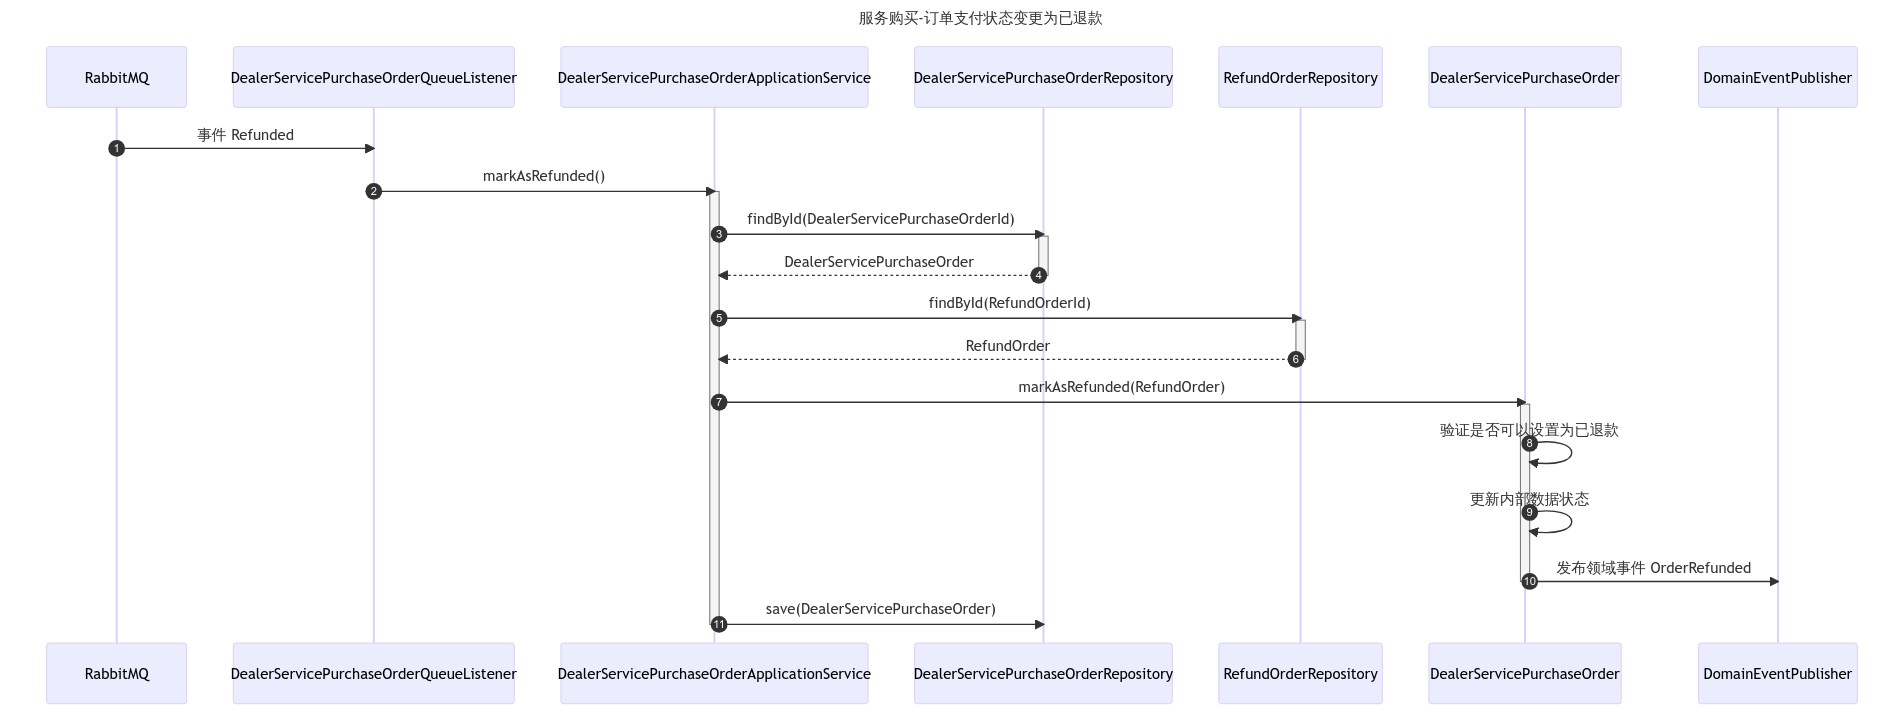 服务购买-订单支付状态变更为已退款
RabbitMQ
DealerServicePurchaseOrderQueueListener
DealerServicePurchaseOrderApplicationService
DealerServicePurchaseOrderRepository
RefundOrderRepository
DealerServicePurchaseOrder
DomainEventPublisher
事件 Refunded
1
markAsRefunded()
2
findById(DealerServicePurchaseOrderId)
3
DealerServicePurchaseOrder
4
findById(RefundOrderId)
5
RefundOrder
6
markAsRefunded(RefundOrder)
7
验证是否可以设置为已退款
8
更新内部数据状态
9
发布领域事件 OrderRefunded
10
save(DealerServicePurchaseOrder)
11
RabbitMQ
DealerServicePurchaseOrderQueueListener
DealerServicePurchaseOrderApplicationService
DealerServicePurchaseOrderRepository
RefundOrderRepository
DealerServicePurchaseOrder
DomainEventPublisher